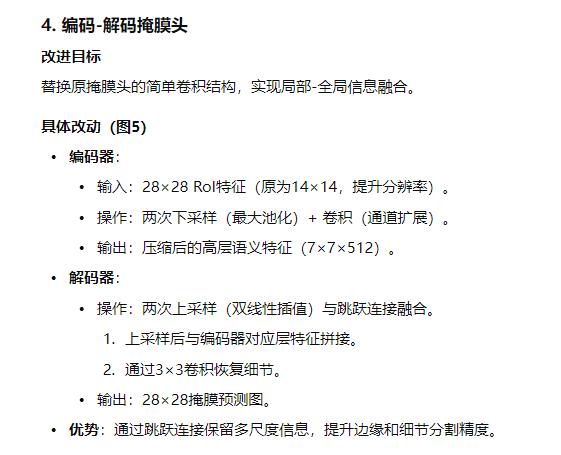 4. 编码-解码掩膜头
改进目标
替换原掩膜头的简单卷积结构，实现局部-全局信息融合。
具体改动（图5）
• 编码器：
• 输入：28×28 RoI特征（原为14×14，提升分辨率）。
• 操作：两次下采样（最大池化）+ 卷积（通道扩展）。
• 输出：压缩后的高层语义特征（7×7×512）。
• 解码器：
• 操作：两次上采样（双线性插值）与跳跃连接融合。
1. 上采样后与编码器对应层特征拼接。
2. 通过3×3卷积恢复细节。
• 输出：28×28掩膜预测图。
• 优势：通过跳跃连接保留多尺度信息，提升边缘和细节分割精度。